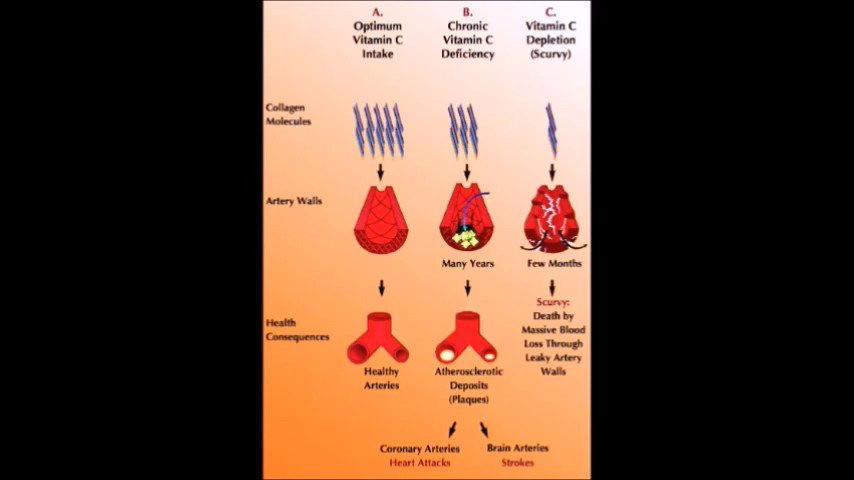 A.
Optimum
Vitamin C
Intake
B.
Chronic
Vitamin C
Deficiency
C.
Vitamin C
Depletion
(Scurvy)
Collagen
Molecules
Artery Walls
Many Years
Few Months
Health
Consequences
Healthy
Arteries
Atherosclerotic
Deposits
(Plaques)
Scurvy:
Death by
Massive Blood
Loss Through
Leaky Artery
Walls
Coronary Arteries
Heart Attacks
Brain Arteries
Strokes